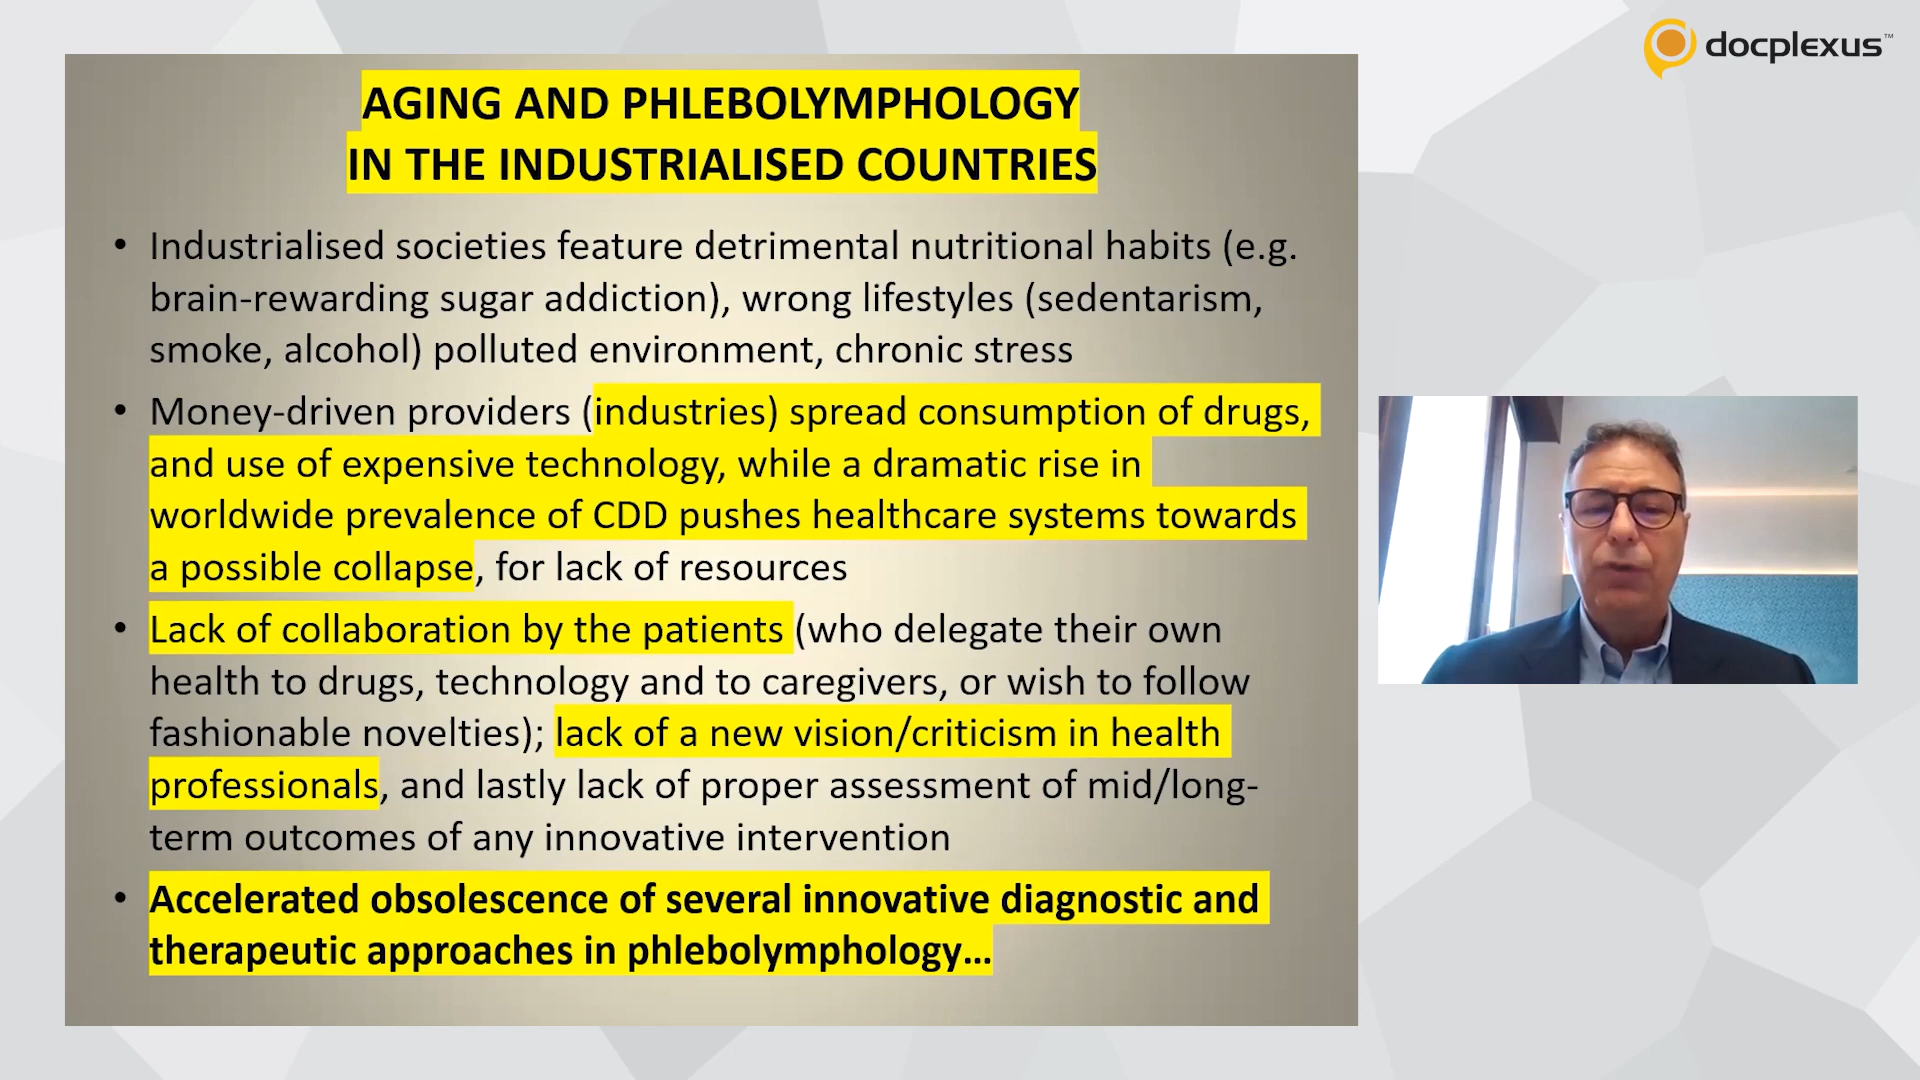 docplexus™
AGING AND PHLEBOLYMPHOLOGY
IN THE INDUSTRIALISED COUNTRIES
• Industrialised societies feature detrimental nutritional habits (e.g.
brain-rewarding sugar addiction), wrong lifestyles (sedentarism,
smoke, alcohol) polluted environment, chronic stress
• Money-driven providers (industries) spread consumption of drugs,
and use of expensive technology, while a dramatic rise in
worldwide prevalence of CDD pushes healthcare systems towards
a possible collapse, for lack of resources
• Lack of collaboration by the patients (who delegate their own
health to drugs, technology and to caregivers, or wish to follow
fashionable novelties); lack of a new vision/criticism in health
professionals, and lastly lack of proper assessment of mid/long-
term outcomes of any innovative intervention
• Accelerated obsolescence of several innovative diagnostic and
therapeutic approaches in phlebolymphology…